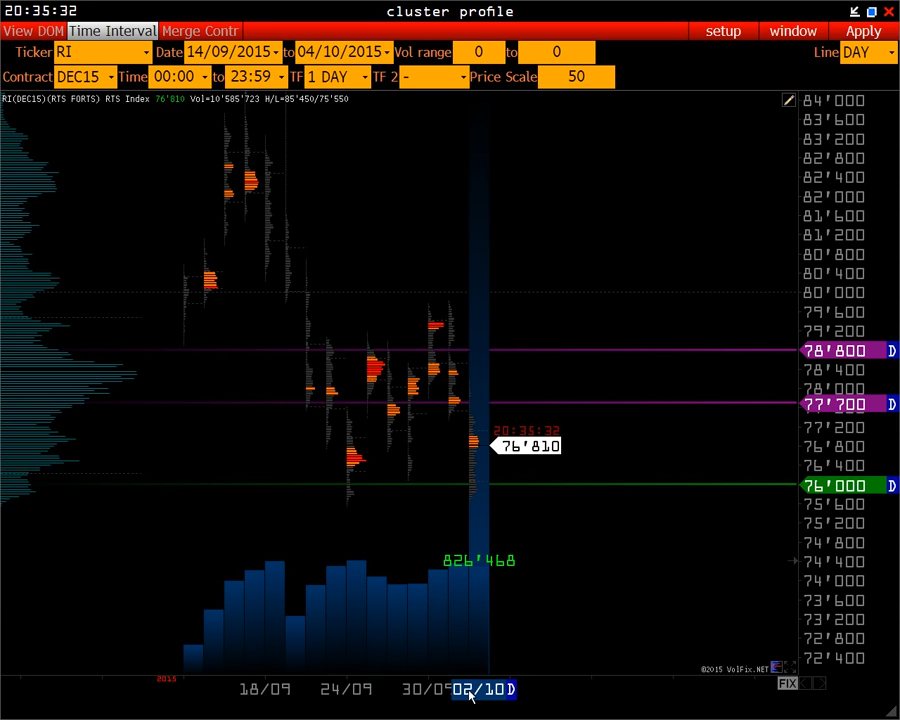 20:35:32 cluster profile
View DOM Time Interval Merge Contr setup window Apply
Ticker RI Date 14/09/2015 to 04/10/2015 Vol range 0 to 0 Line DAY
Contract DEC15 Time 00:00 to 23:59 TF 1 DAY TF 2 - Price Scale 50
RI(DEC15)(RTS FORTS) RTS Index 76'810 Vol=10'585'723 H/L=85'450/75'550
84'000
83'600
83'200
82'800
82'400
82'000
81'600
81'200
80'800
80'400
80'000
79'600
79'200
78'800 D
78'400
78'000
77'700 D
77'200
20:35:32
76'810
76'800
76'400
76'000 D
75'600
75'200
74'800
826'468
74'400
74'000
73'600
73'200
72'800
72'400
©2015 VolFix.NET
2015
18/09 24/09 30/09 02/10 D
FIX